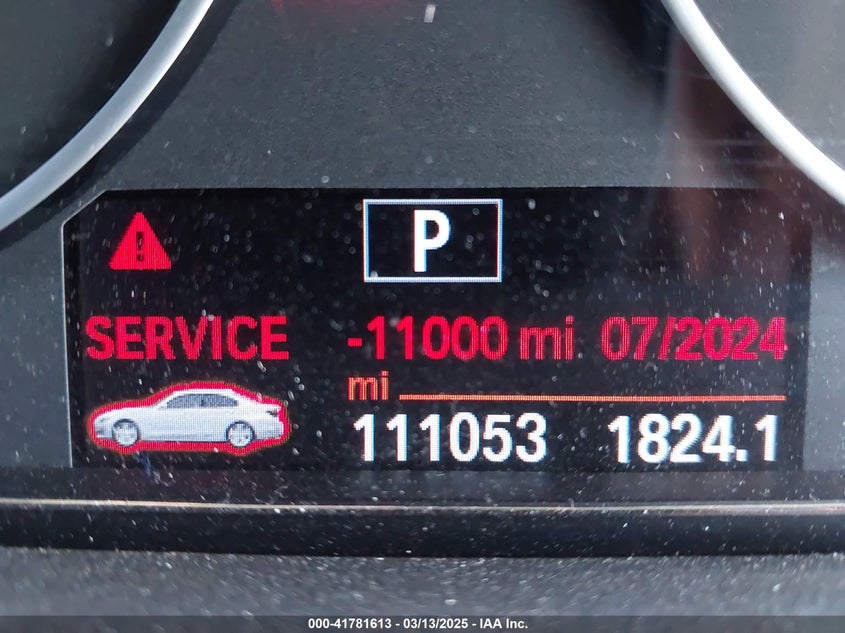 P
SERVICE -11000 mi 07/2024
mi
111053 1824.1
000-41781613 - 03/13/2025 - IAA Inc.